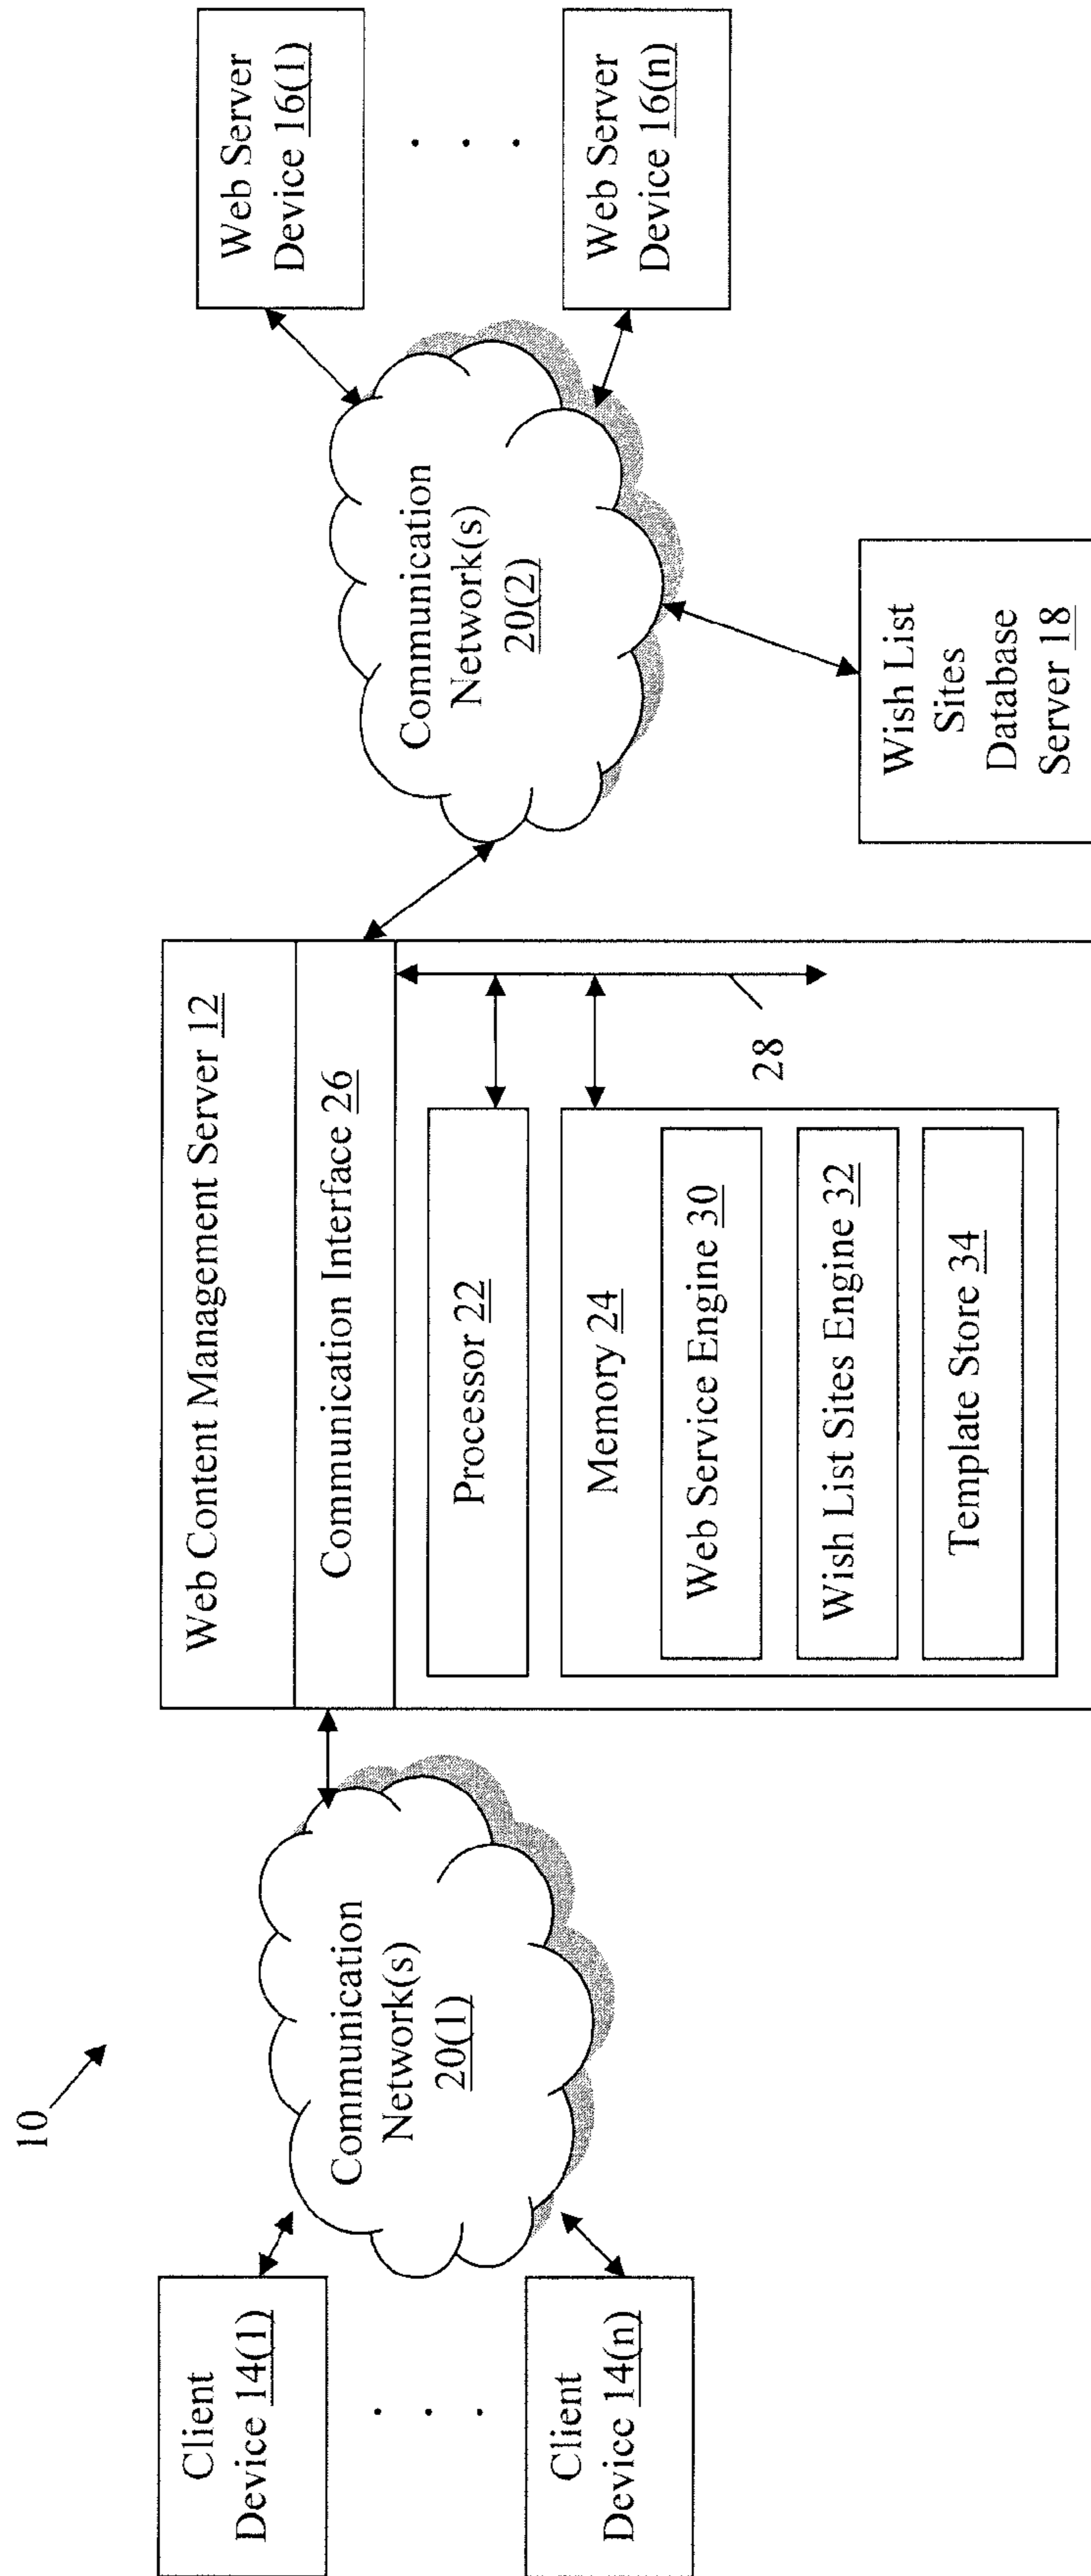 10
Client
Device 14(1)
. . .
Client
Device 14(n)
Communication
Network(s)
20(1)
Web Content Management Server 12
Communication Interface 26
Processor 22
Memory 24
Web Service Engine 30
Wish List Sites Engine 32
Template Store 34
28
Communication
Network(s)
20(2)
Web Server
Device 16(1)
. . .
Web Server
Device 16(n)
Wish List
Sites
Database
Server 18